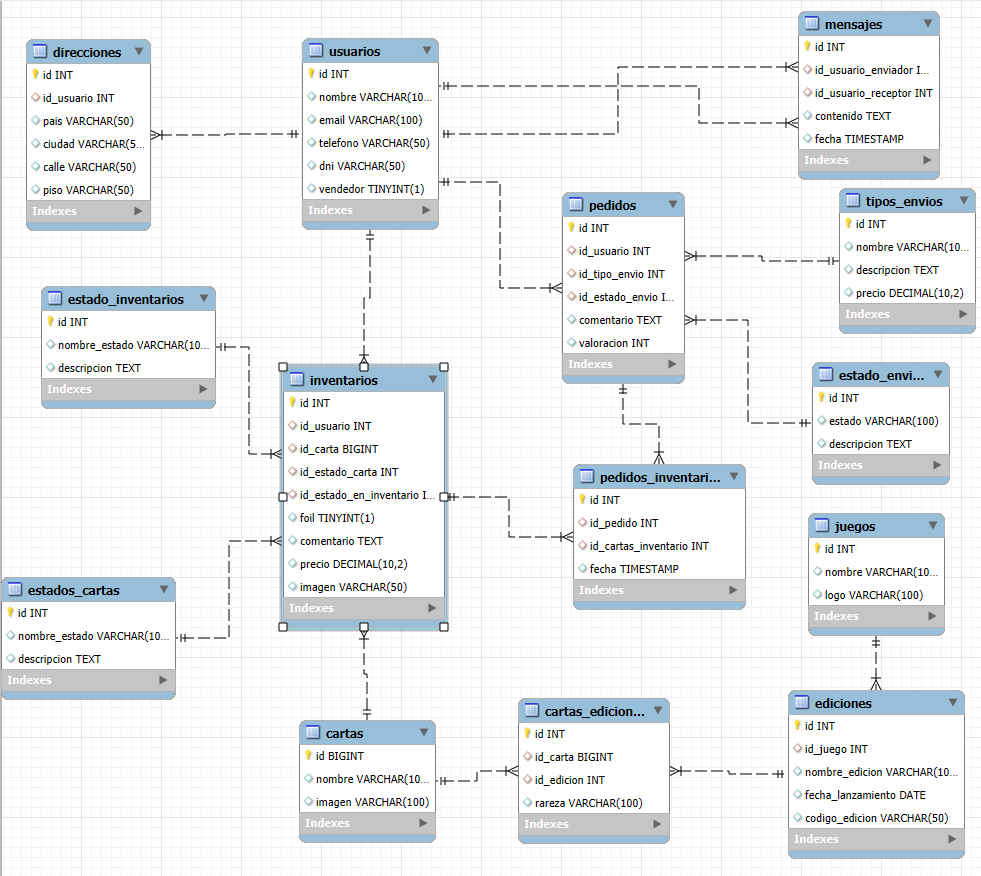 direcciones
id INT
id_usuario INT
pais VARCHAR(50)
ciudad VARCHAR(5...
calle VARCHAR(50)
piso VARCHAR(50)
Indexes
usuarios
id INT
nombre VARCHAR(10...
email VARCHAR(100)
telefono VARCHAR(50)
dni VARCHAR(50)
vendedor TINYINT(1)
Indexes
mensajes
id INT
id_usuario_enviador I...
id_usuario_receptor INT
contenido TEXT
fecha TIMESTAMP
Indexes
pedidos
id INT
id_usuario INT
id_tipo_envio INT
id_estado_envio I...
comentario TEXT
valoracion INT
Indexes
tipos_envios
id INT
nombre VARCHAR(10...
descripcion TEXT
precio DECIMAL(10,2)
Indexes
estado_inventarios
id INT
nombre_estado VARCHAR(10...
descripcion TEXT
Indexes
inventarios
id INT
id_usuario INT
id_carta BIGINT
id_estado_carta INT
id_estado_en_inventario I...
foil TINYINT(1)
comentario TEXT
precio DECIMAL(10,2)
imagen VARCHAR(50)
Indexes
estado_envi...
id INT
estado VARCHAR(100)
descripcion TEXT
Indexes
pedidos_inventari...
id INT
id_pedido INT
id_cartas_inventario INT
fecha TIMESTAMP
Indexes
juegos
id INT
nombre VARCHAR(10...
logo VARCHAR(100)
Indexes
estados_cartas
id INT
nombre_estado VARCHAR(10...
descripcion TEXT
Indexes
cartas
id BIGINT
nombre VARCHAR(10...
imagen VARCHAR(100)
Indexes
cartas_edicion...
id INT
id_carta BIGINT
id_edicion INT
rareza VARCHAR(100)
Indexes
ediciones
id INT
id_juego INT
nombre_edicion VARCHAR(10...
fecha_lanzamiento DATE
codigo_edicion VARCHAR(50)
Indexes